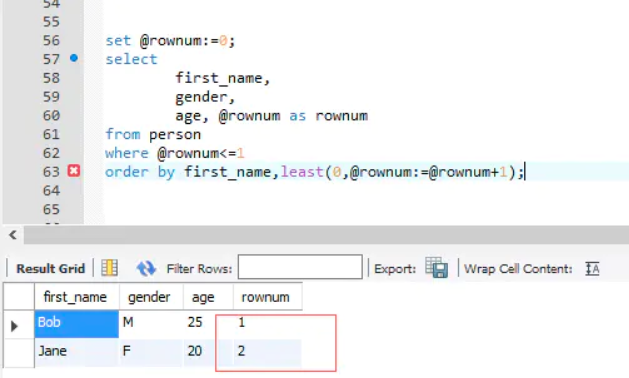 54
55
56 set @rownum:=0;
57 select
58 first_name,
59 gender,
60 age, @rownum as rownum
61 from person
62 where @rownum<=1
63 order by first_name,least(0,@rownum:=@rownum+1);
64
65
Result Grid Filter Rows: Export: Wrap Cell Content:
first_name gender age rownum
Bob M 25 1
Jane F 20 2